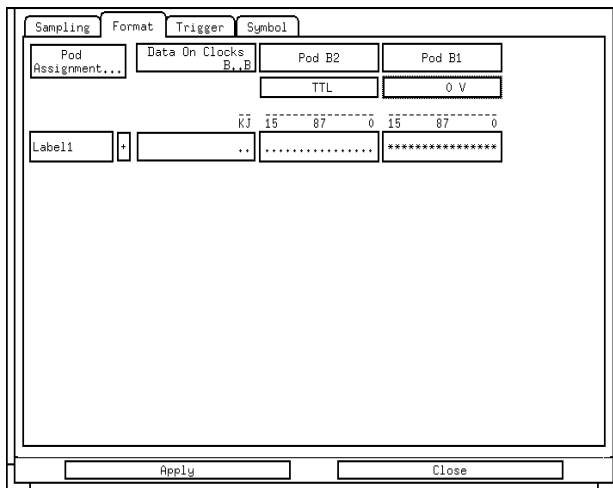 Sampling Format Trigger Symbol
Pod Assignment... Data On Clocks B..B Pod B2 Pod B1
TTL 0 V
KJ 15 87 0 15 87 0
Label1 + .. ................ ****************
Apply Close